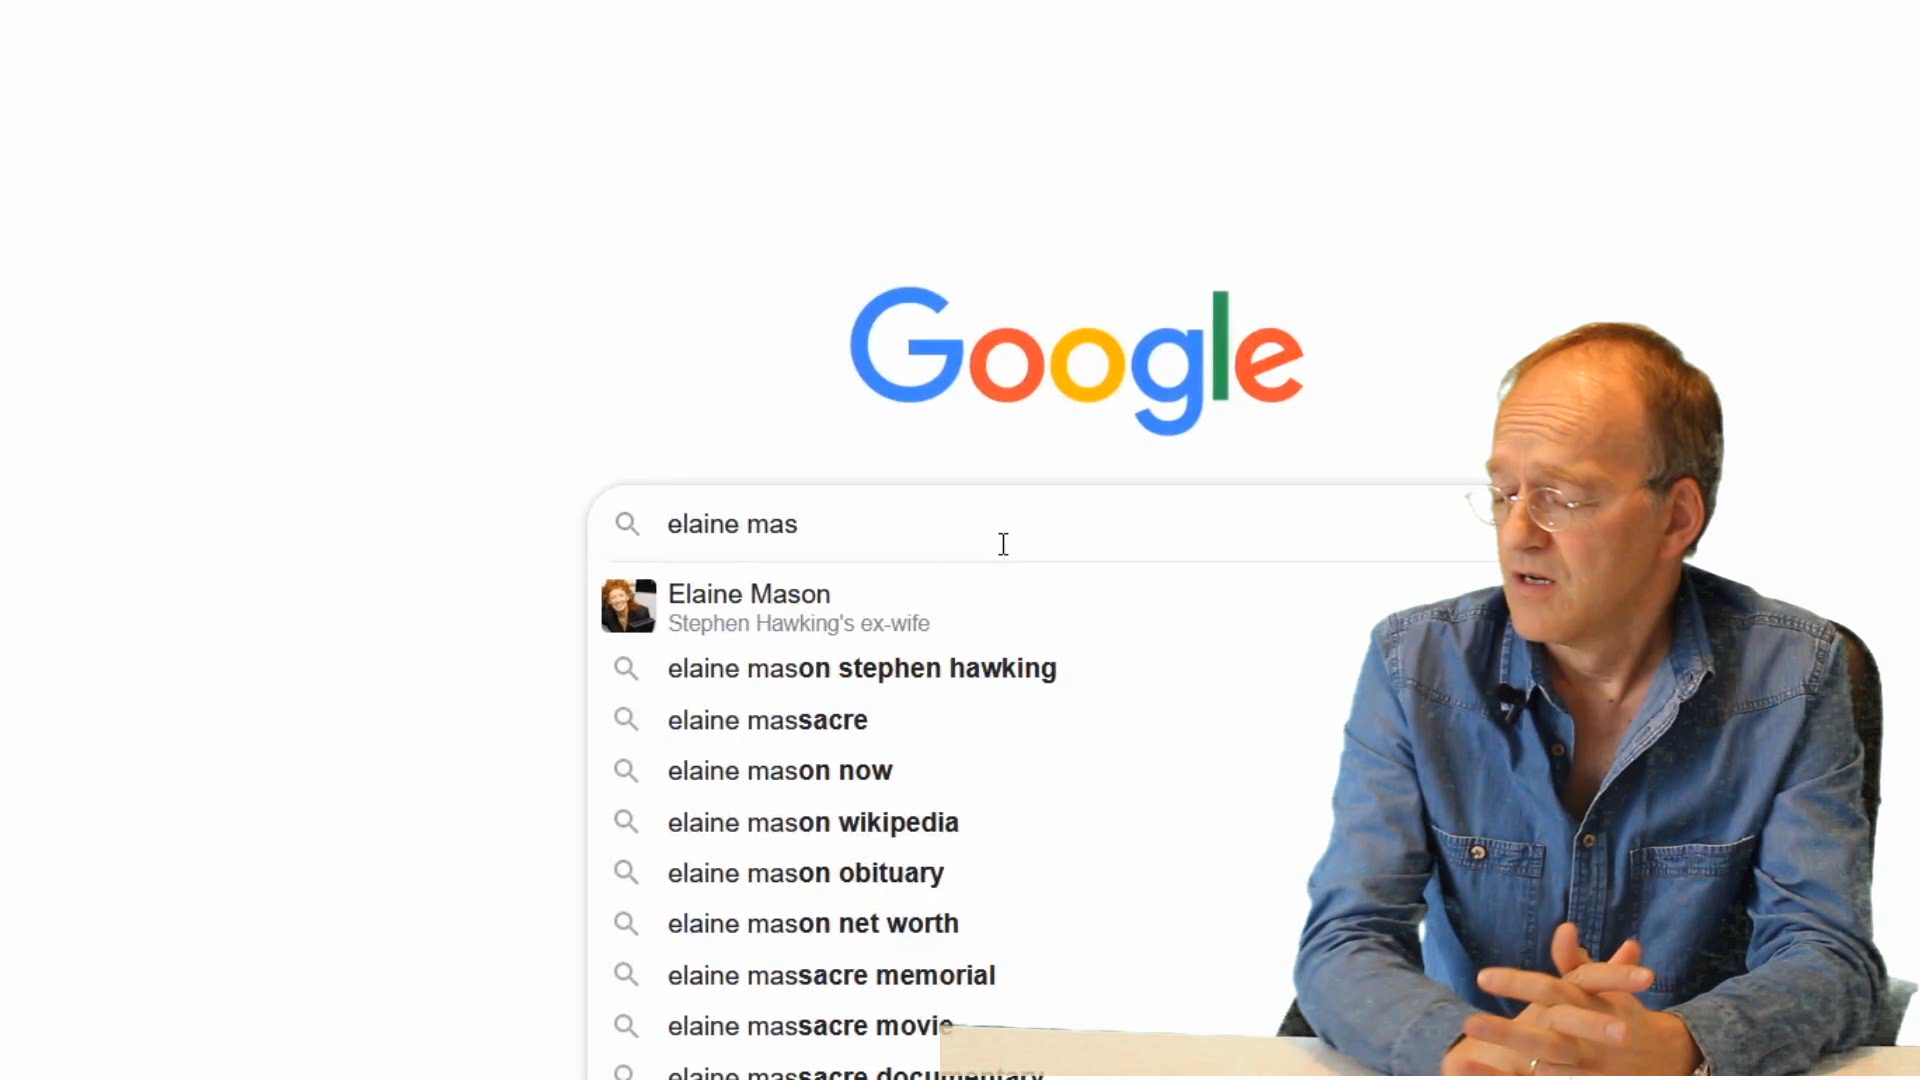 Google
elaine mas
Elaine Mason
Stephen Hawking's ex-wife
elaine mason stephen hawking
elaine massacre
elaine mason now
elaine mason wikipedia
elaine mason obituary
elaine mason net worth
elaine massacre memorial
elaine massacre movie
elaine massacre documentary